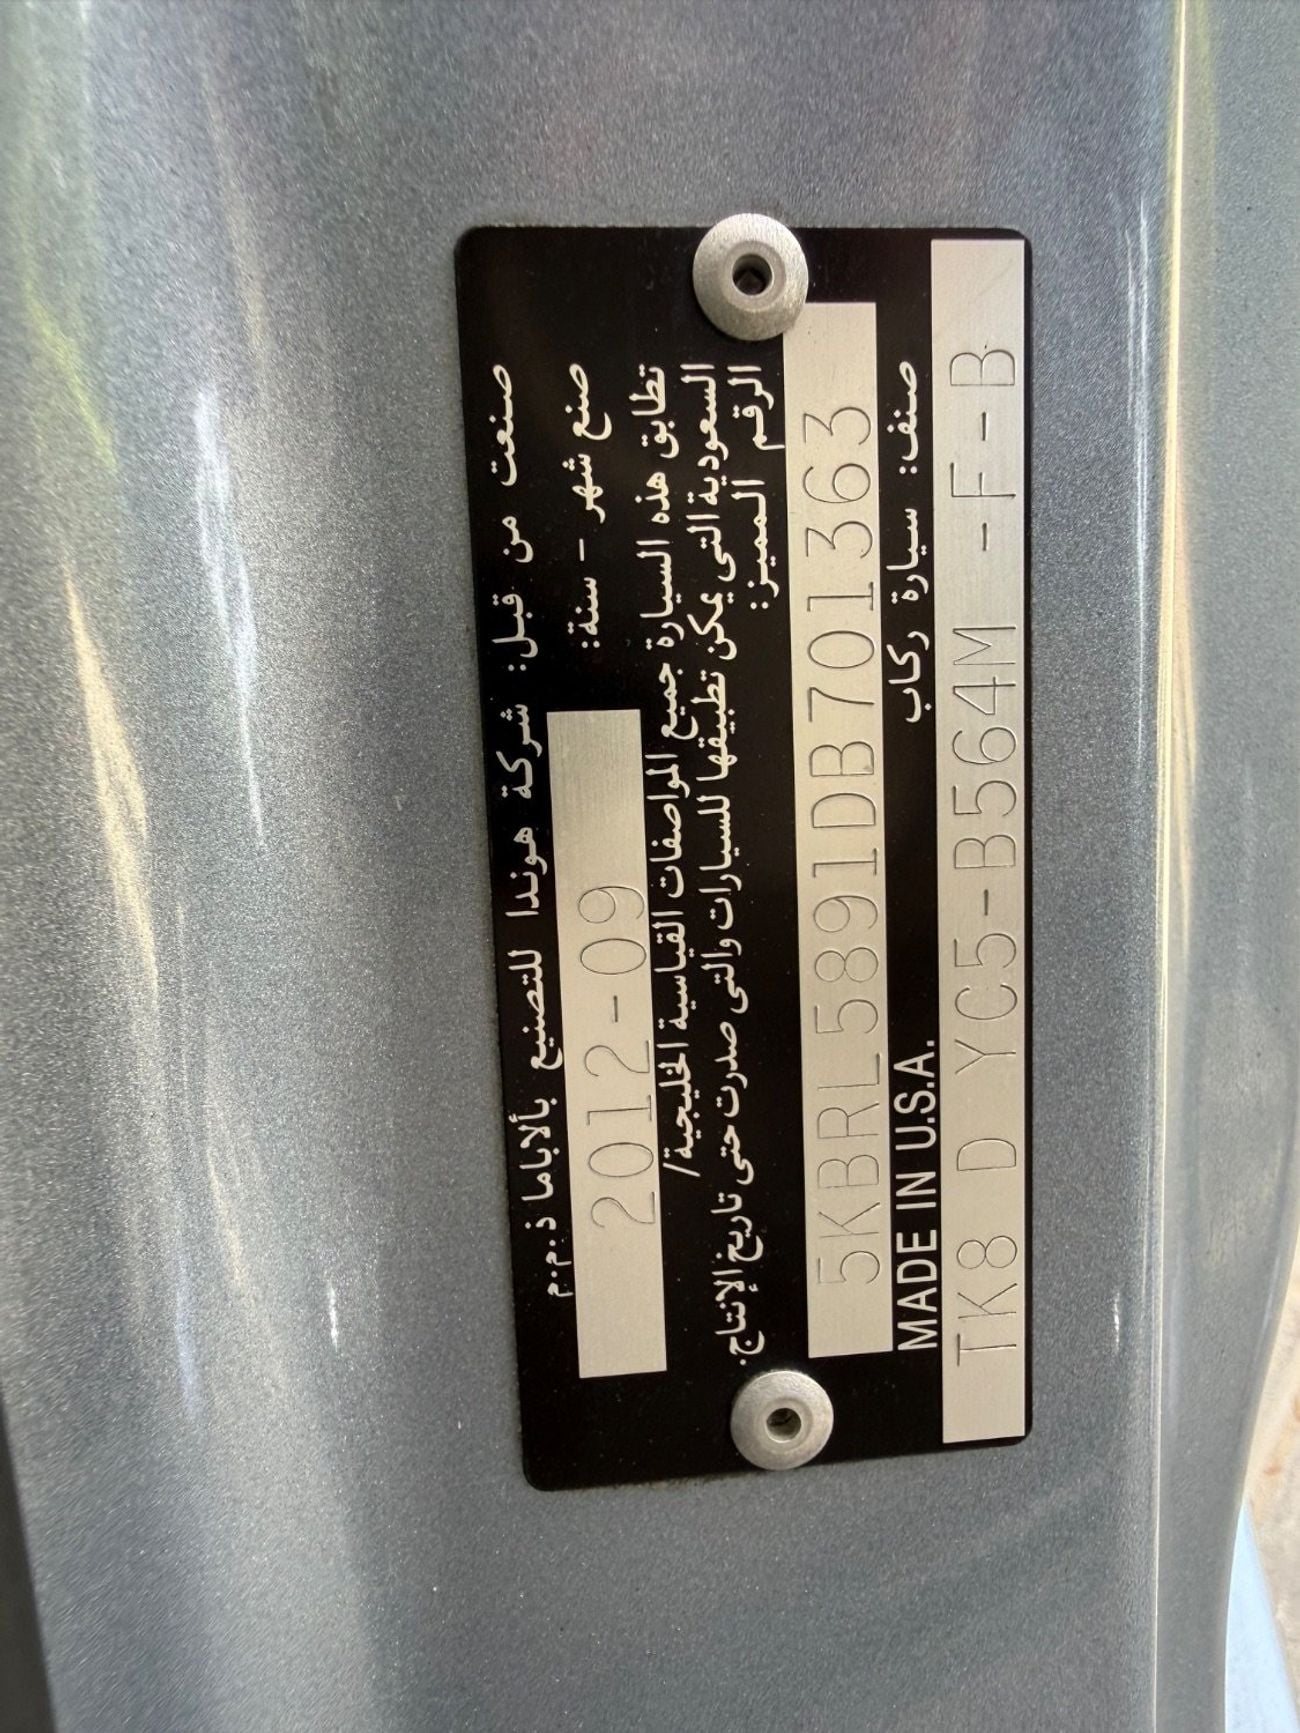 صنعت من قبل: شركة هوندا للتصنيع بألاباما ذ.م.م
صنع شهر - سنة: 2012-09
تطابق هذه السيارة جميع المواصفات القياسية الخليجية/
السعودية التي يمكن تطبيقها للسيارات والتى صدرت حتى تاريخ الإنتاج.
الرقم المميز:
5KBRL5891DB701363
صنف: سيارة ركاب MADE IN U.S.A.
TK8 D YC5-B564M -F-B